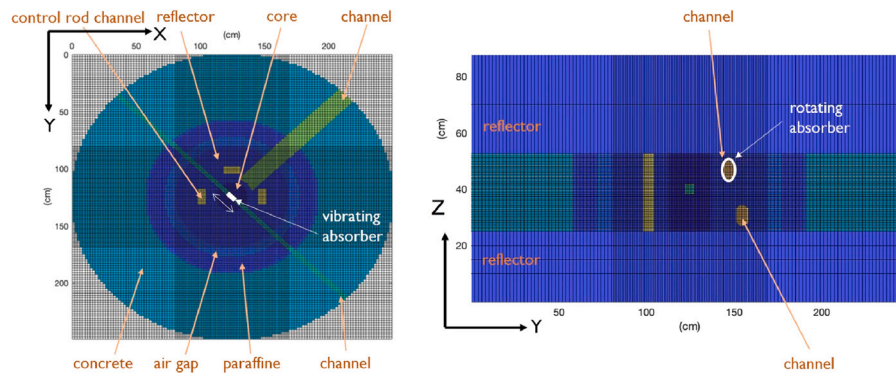 control rod channel reflector core channel
channel
X
(cm) (cm)
0 50 100 150 200
0
50
100
150
200
Y
vibrating
absorber
concrete air gap paraffine channel
80
60
40
20
(cm)
reflector
rotating
absorber
Z
reflector
Y
0 50 100 150 200
(cm)
channel